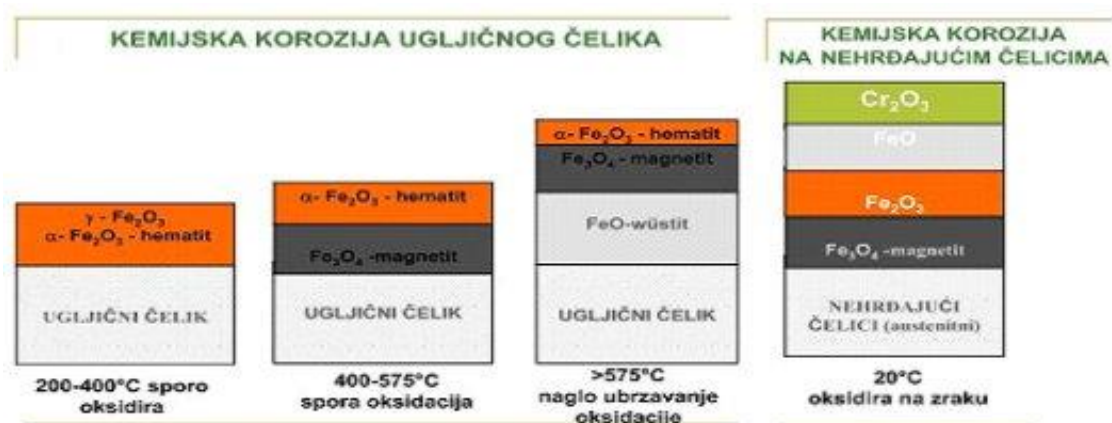 KEMIJSKA KOROZIJA UGLJIČNOG ČELIKA
γ - Fe₂O₃
α- Fe₂O₃ - hematit
UGLJIČNI ČELIK
200-400°C sporo
oksidira
α- Fe₂O₃ - hematit
Fe₃O₄ -magnetit
UGLJIČNI ČELIK
400-575°C
spora oksidacija
α- Fe₂O₃ - hematit
Fe₃O₄ - magnetit
FeO-wüstit
UGLJIČNI ČELIK
>575°C
naglo ubrzavanje
oksidacije
KEMIJSKA KOROZIJA
NA NEHRĐAJUĆIM ČELICIMA
Cr₂O₃
FeO
Fe₂O₃
Fe₃O₄ -magnetit
NEHRĐAJUĆI
ČELICI (austenitni)
20°C
oksidira na zraku